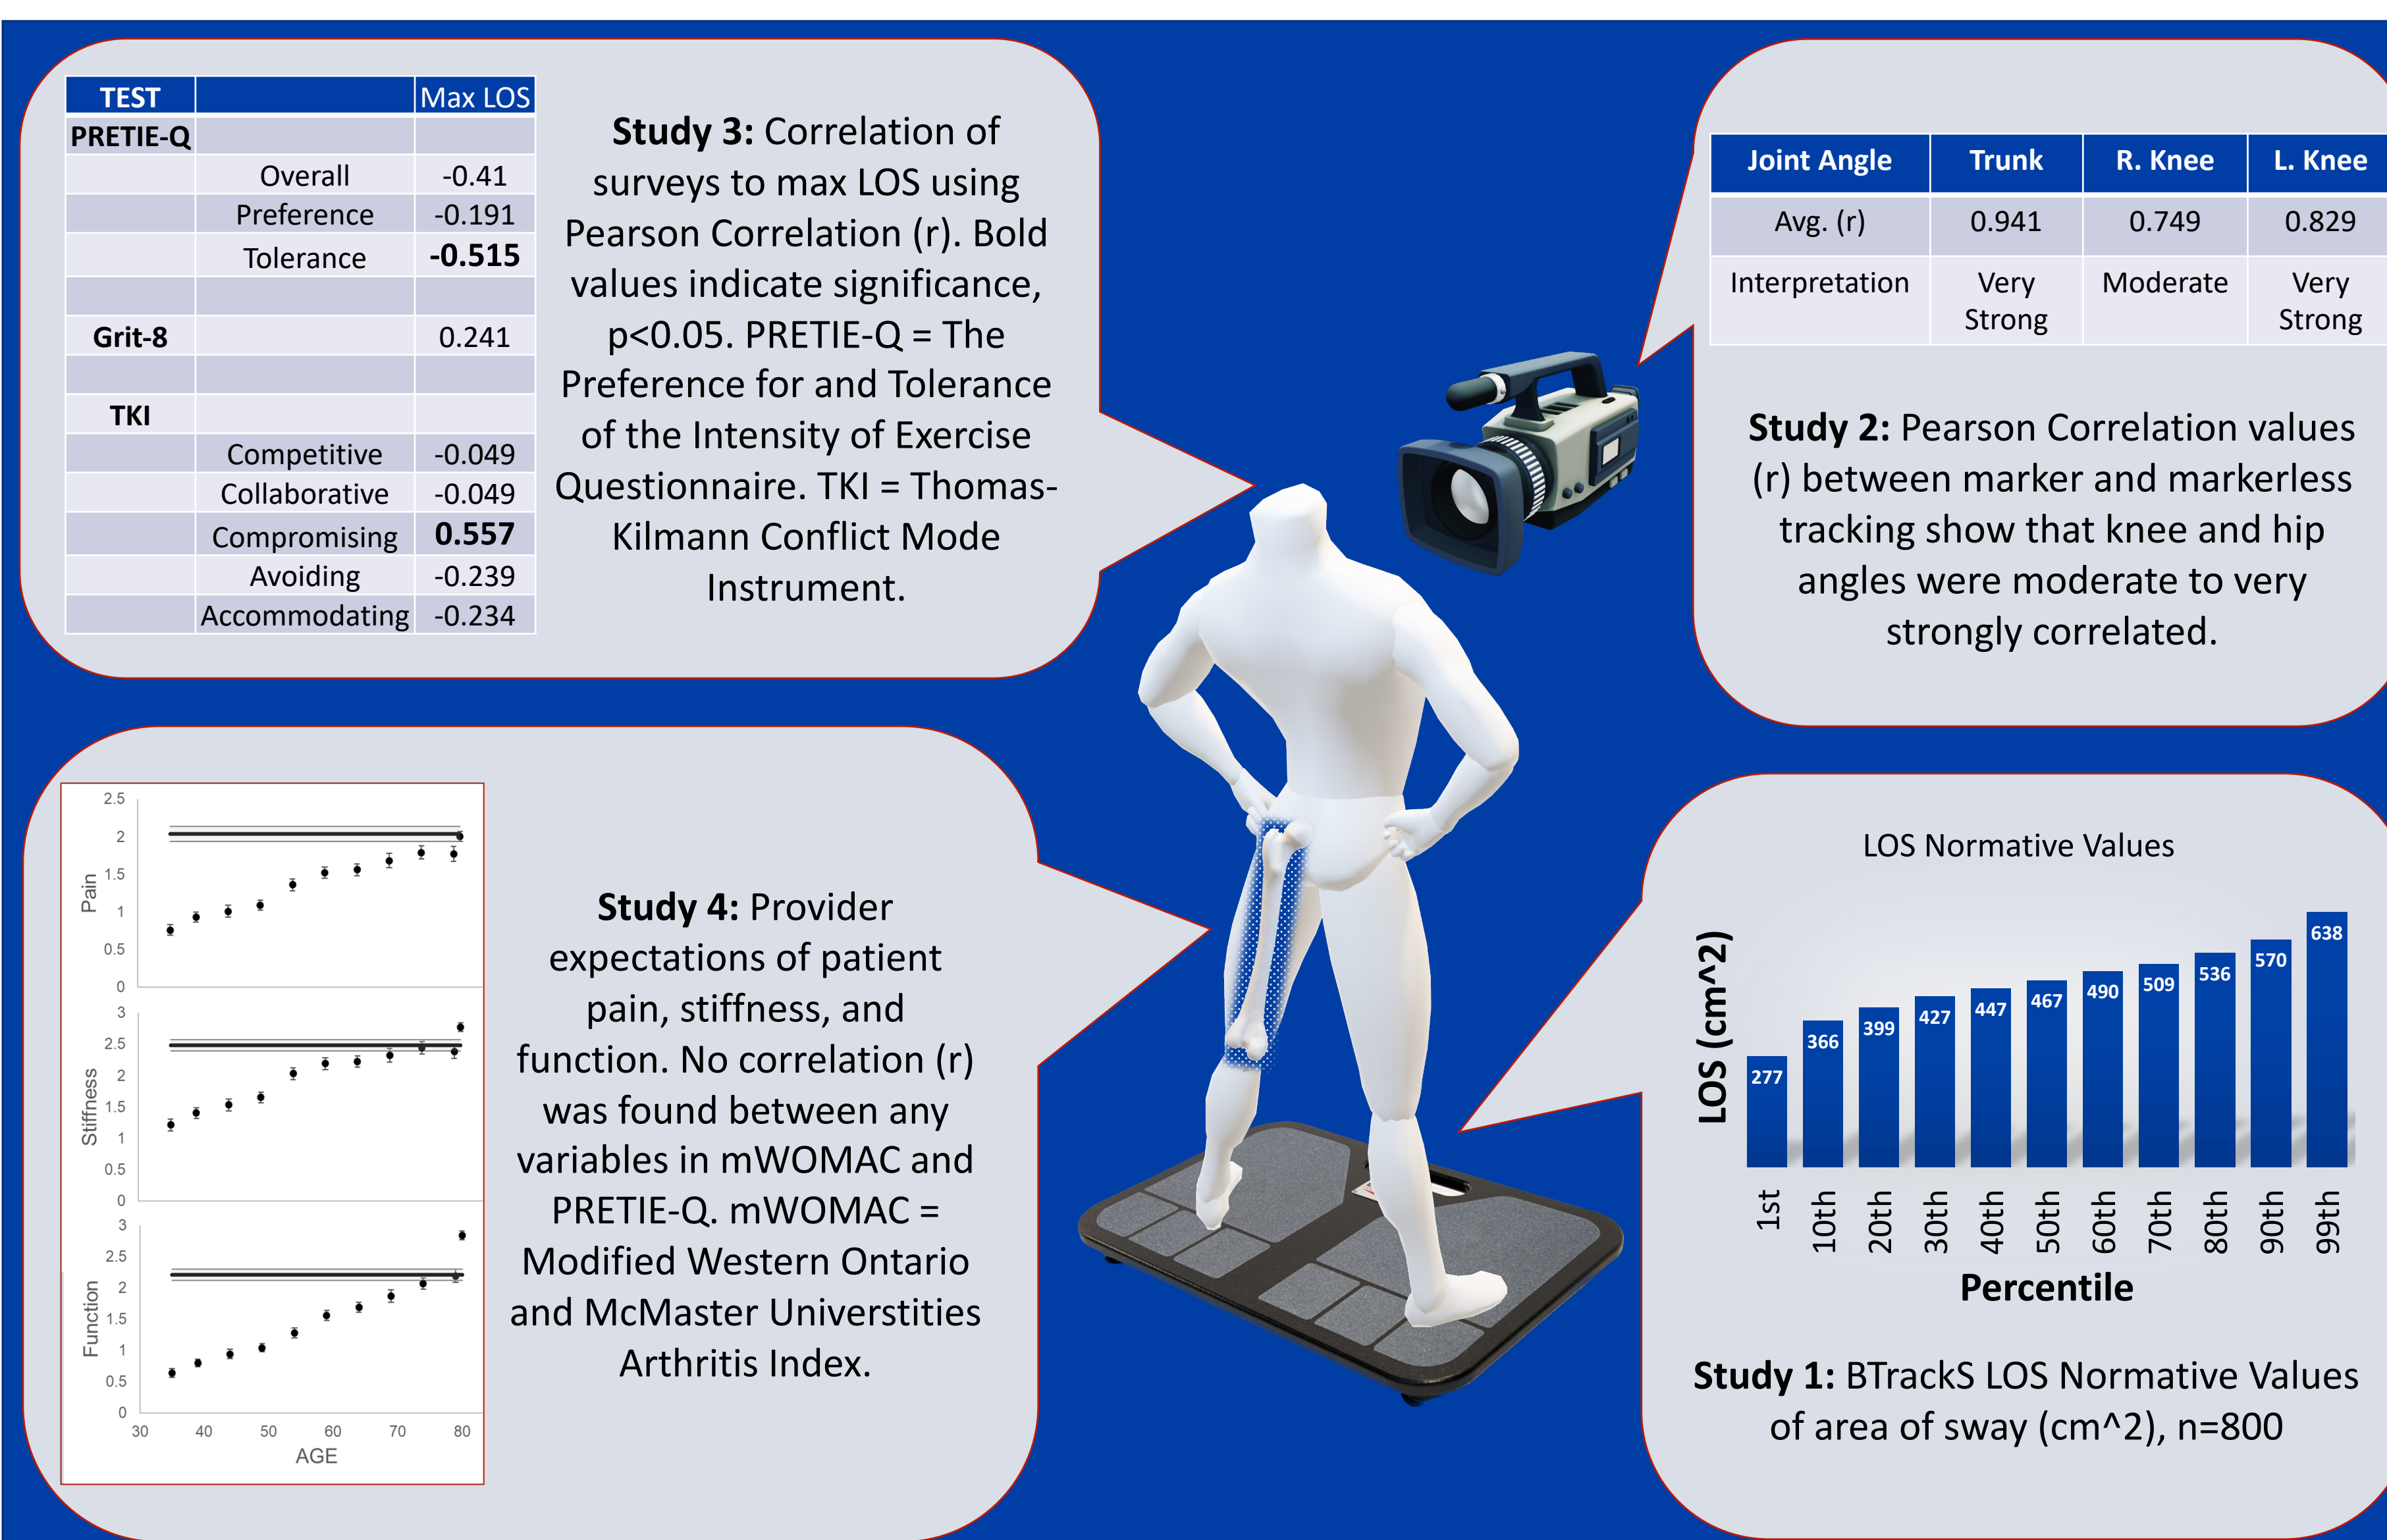 TEST Max LOS
PRETIE-Q
Overall -0.41
Preference -0.191
Tolerance -0.515
Grit-8 0.241
TKI
Competitive -0.049
Collaborative -0.049
Compromising 0.557
Avoiding -0.239
Accommodating -0.234
Study 3: Correlation of
surveys to max LOS using
Pearson Correlation (r). Bold
values indicate significance,
p<0.05. PRETIE-Q = The
Preference for and Tolerance
of the Intensity of Exercise
Questionnaire. TKI = Thomas-
Kilmann Conflict Mode
Instrument.
Joint Angle Trunk R. Knee L. Knee
Avg. (r) 0.941 0.749 0.829
Interpretation Very Strong Moderate Very Strong
Study 2: Pearson Correlation values
(r) between marker and markerless
tracking show that knee and hip
angles were moderate to very
strongly correlated.
2.5
2
1.5
1
0.5
0
Pain
3
2.5
2
1.5
1
0.5
0
Stiffness
3
2.5
2
1.5
1
0.5
0
Function
30 40 50 60 70 80
AGE
Study 4: Provider
expectations of patient
pain, stiffness, and
function. No correlation (r)
was found between any
variables in mWOMAC and
PRETIE-Q. mWOMAC =
Modified Western Ontario
and McMaster Universtities
Arthritis Index.
LOS Normative Values
LOS (cm^2)
277 366 399 427 447 467 490 509 536 570 638
1st 10th 20th 30th 40th 50th 60th 70th 80th 90th 99th
Percentile
Study 1: BTrackS LOS Normative Values
of area of sway (cm^2), n=800